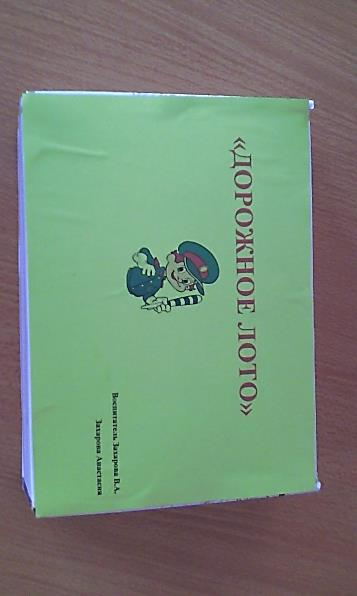 «ДОРОЖНОЕ ЛОТО»
Воспитатель Захарова В.А.
Захарова Анастасия